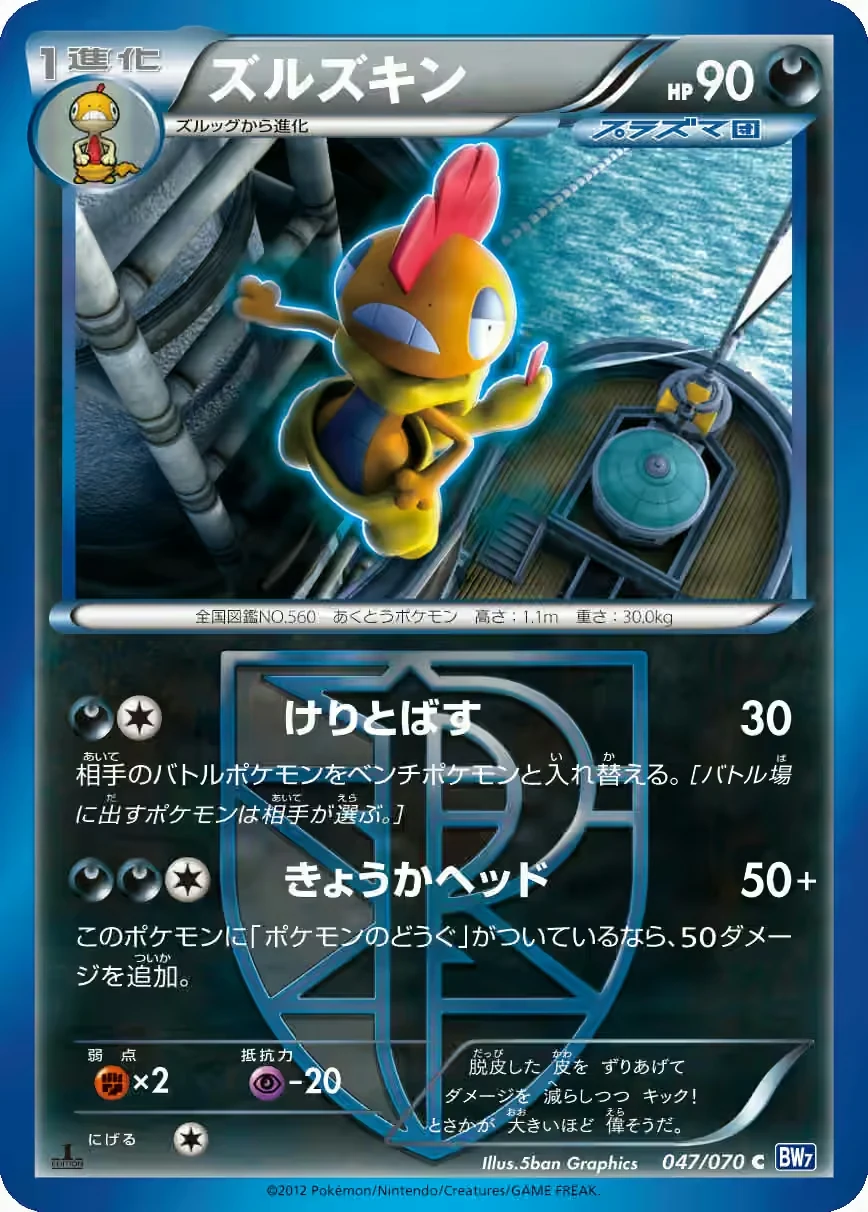 1進化
ズルズキン
HP90
ズルッグから進化
プラズマ団
全国図鑑NO.560 あくとうポケモン 高さ：1.1m 重さ：30.0kg
けりとばす 30
相手のバトルポケモンをベンチポケモンと入れ替える。[バトル場
に出すポケモンは相手が選ぶ。]
きょうかヘッド 50+
このポケモンに「ポケモンのどうぐ」がついているなら、50ダメー
ジを追加。
弱点 抵抗力
×2 -20
にげる
脱皮した 皮を ずりあげて
ダメージを 減らしつつ キック!
とさかが 大きいほど 偉そうだ。
1 EDITION
Illus.5ban Graphics 047/070 C BW7
©2012 Pokémon/Nintendo/Creatures/GAME FREAK.